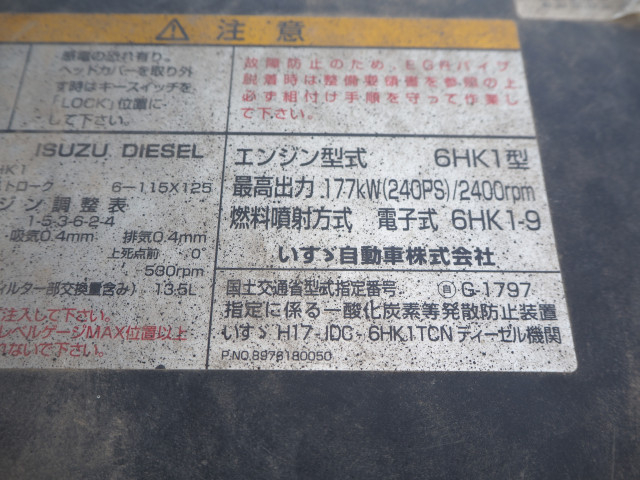 注意
感電の恐れ有り。
ヘッドカバーを取り外
す時はキースイッチを
「LOCK」位置に
して下さい。
故障防止のため、EGRパイプ
脱着時は整備要領書を参照の上
必ず組付け手順を守って作業し
て下さい。
ISUZU DIESEL
HK1
ストローク 6-115X125
ジン調整表
1-5-3-6-2-4
吸気0.4mm 排気0.4mm
上死点前 0°
580rpm
ィルター部交換量含み) 13.5L
注入して下さい。
レベルゲージMAX位置以上
れないで下さい。
エンジン型式 6HK1型
最高出力 177kW(240PS)/2400rpm
燃料噴射方式 電子式 6HK1-9
いすゞ自動車株式会社
国土交通省型式指定番号 自 G-1797
指定に係る一酸化炭素等発散防止装置
いすゞ H17-JDC-6HK1TCN ディーゼル機関
P.NO.8978180050